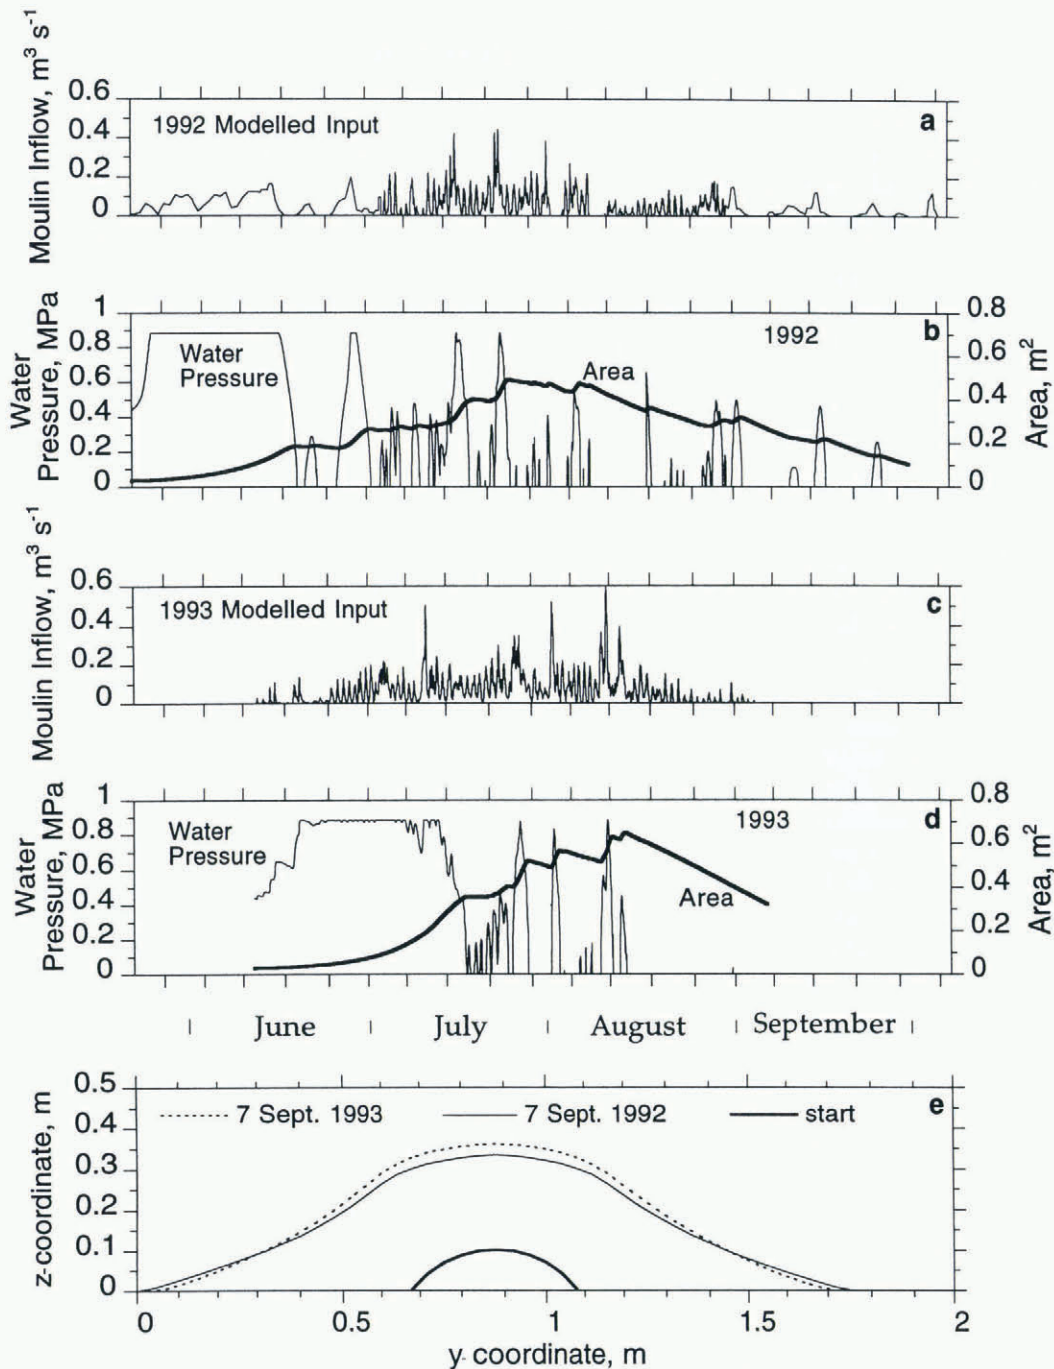 Moulin Inflow, m³ s⁻¹
0.6
0.4
0.2
0
1992 Modelled Input
a
Water
Pressure, MPa
1
0.8
0.6
0.4
0.2
0
Water
Pressure
Area
1992
b
0.8
0.6
0.4
0.2
0
Area, m²
Moulin Inflow, m³ s⁻¹
0.6
0.4
0.2
0
1993 Modelled Input
c
Water
Pressure, MPa
1
0.8
0.6
0.4
0.2
0
Water
Pressure
Area
1993
d
0.8
0.6
0.4
0.2
0
Area, m²
June July August September
z-coordinate, m
0.5
0.4
0.3
0.2
0.1
0
7 Sept. 1993 7 Sept. 1992 start
e
0 0.5 1 1.5 2
y- coordinate, m